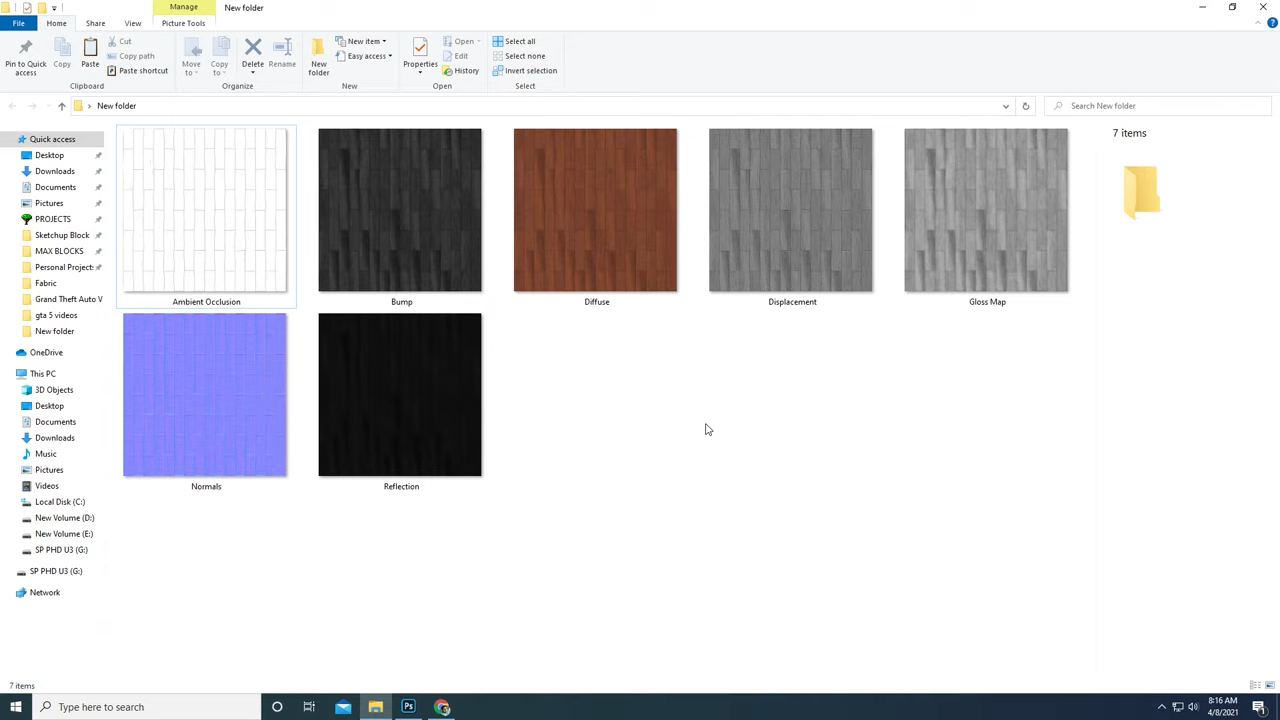 Manage
New folder
File
Home
Share
View
Picture Tools
Pin to Quick access
Copy
Paste
Cut
Copy path
Paste shortcut
Clipboard
Move to
Copy to
Delete
Rename
Organize
New folder
New item
Easy access
New
Properties
Open
Edit
History
Open
Select all
Select none
Invert selection
Select
New folder
Search New folder
Quick access
Desktop
Downloads
Documents
Pictures
PROJECTS
Sketchup Block
MAX BLOCKS
Personal Project:
Fabric
Grand Theft Auto V
gta 5 videos
New folder
OneDrive
This PC
3D Objects
Desktop
Documents
Downloads
Music
Pictures
Videos
Local Disk (C:)
New Volume (D:)
New Volume (E:)
SP PHD U3 (G:)
SP PHD U3 (G:)
Network
Ambient Occlusion
Bump
Diffuse
Displacement
Gloss Map
Normals
Reflection
7 items
7 items
Type here to search
Ps
8:16 AM
4/8/2021
1